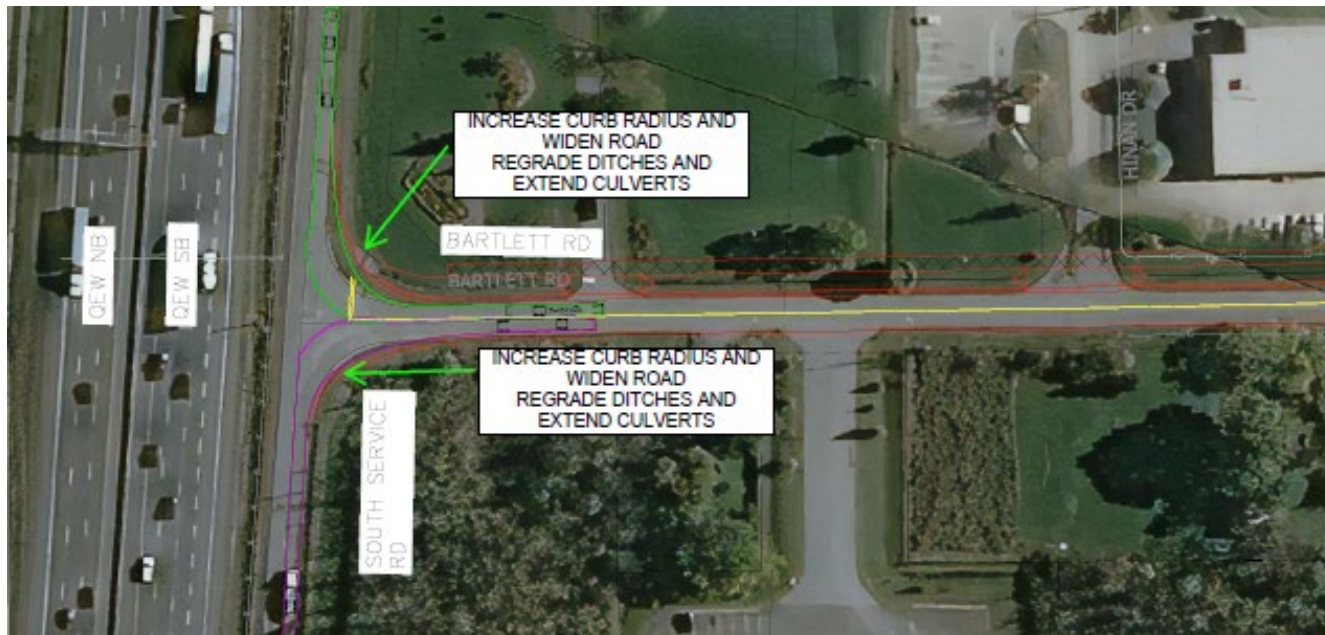 INCREASE CURB RADIUS AND
WIDEN ROAD
REGRADE DITCHES AND
EXTEND CULVERTS
HINAN DR
QEW NB
QEW SB
BARTLETT RD
BARTLETT RD
INCREASE CURB RADIUS AND
WIDEN ROAD
REGRADE DITCHES AND
EXTEND CULVERTS
SOUTH SERVICE
RD